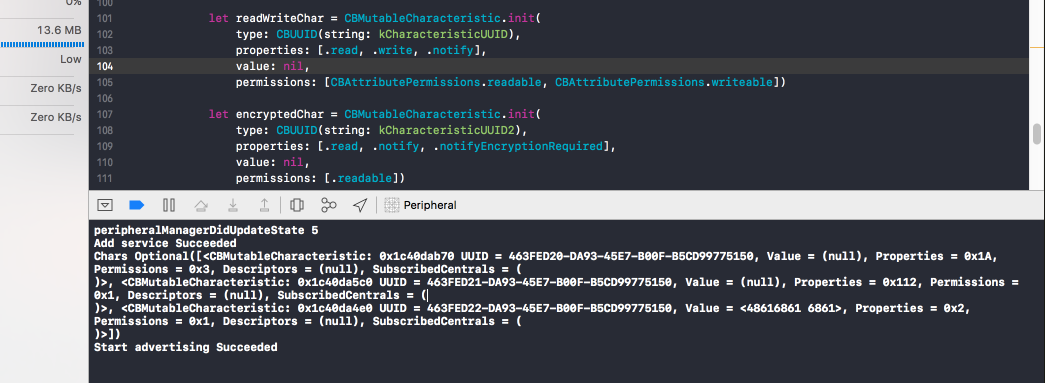 0%
13.6 MB
Low
Zero KB/s
Zero KB/s
100
101 let readWriteChar = CBMutableCharacteristic.init(
102 type: CBUUID(string: kCharacteristicUUID),
103 properties: [.read, .write, .notify],
104 value: nil,
105 permissions: [CBAttributePermissions.readable, CBAttributePermissions.writeable])
106
107 let encryptedChar = CBMutableCharacteristic.init(
108 type: CBUUID(string: kCharacteristicUUID2),
109 properties: [.read, .notify, .notifyEncryptionRequired],
110 value: nil,
111 permissions: [.readable])
Peripheral
peripheralManagerDidUpdateState 5
Add service Succeeded
Chars Optional([<CBMutableCharacteristic: 0x1c40dab70 UUID = 463FED20-DA93-45E7-B00F-B5CD99775150, Value = (null), Properties = 0x1A,
Permissions = 0x3, Descriptors = (null), SubscribedCentrals = (
)>, <CBMutableCharacteristic: 0x1c40da5c0 UUID = 463FED21-DA93-45E7-B00F-B5CD99775150, Value = (null), Properties = 0x112, Permissions =
0x1, Descriptors = (null), SubscribedCentrals = (
)>, <CBMutableCharacteristic: 0x1c40da4e0 UUID = 463FED22-DA93-45E7-B00F-B5CD99775150, Value = <48616861 6861>, Properties = 0x2,
Permissions = 0x1, Descriptors = (null), SubscribedCentrals = (
)>])
Start advertising Succeeded